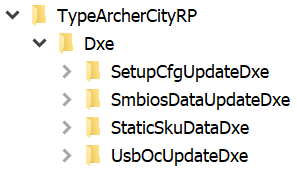 TypeArcherCityRP
Dxe
SetupCfgUpdateDxe
SmbiosDataUpdateDxe
StaticSkuDataDxe
UsbOcUpdateDxe